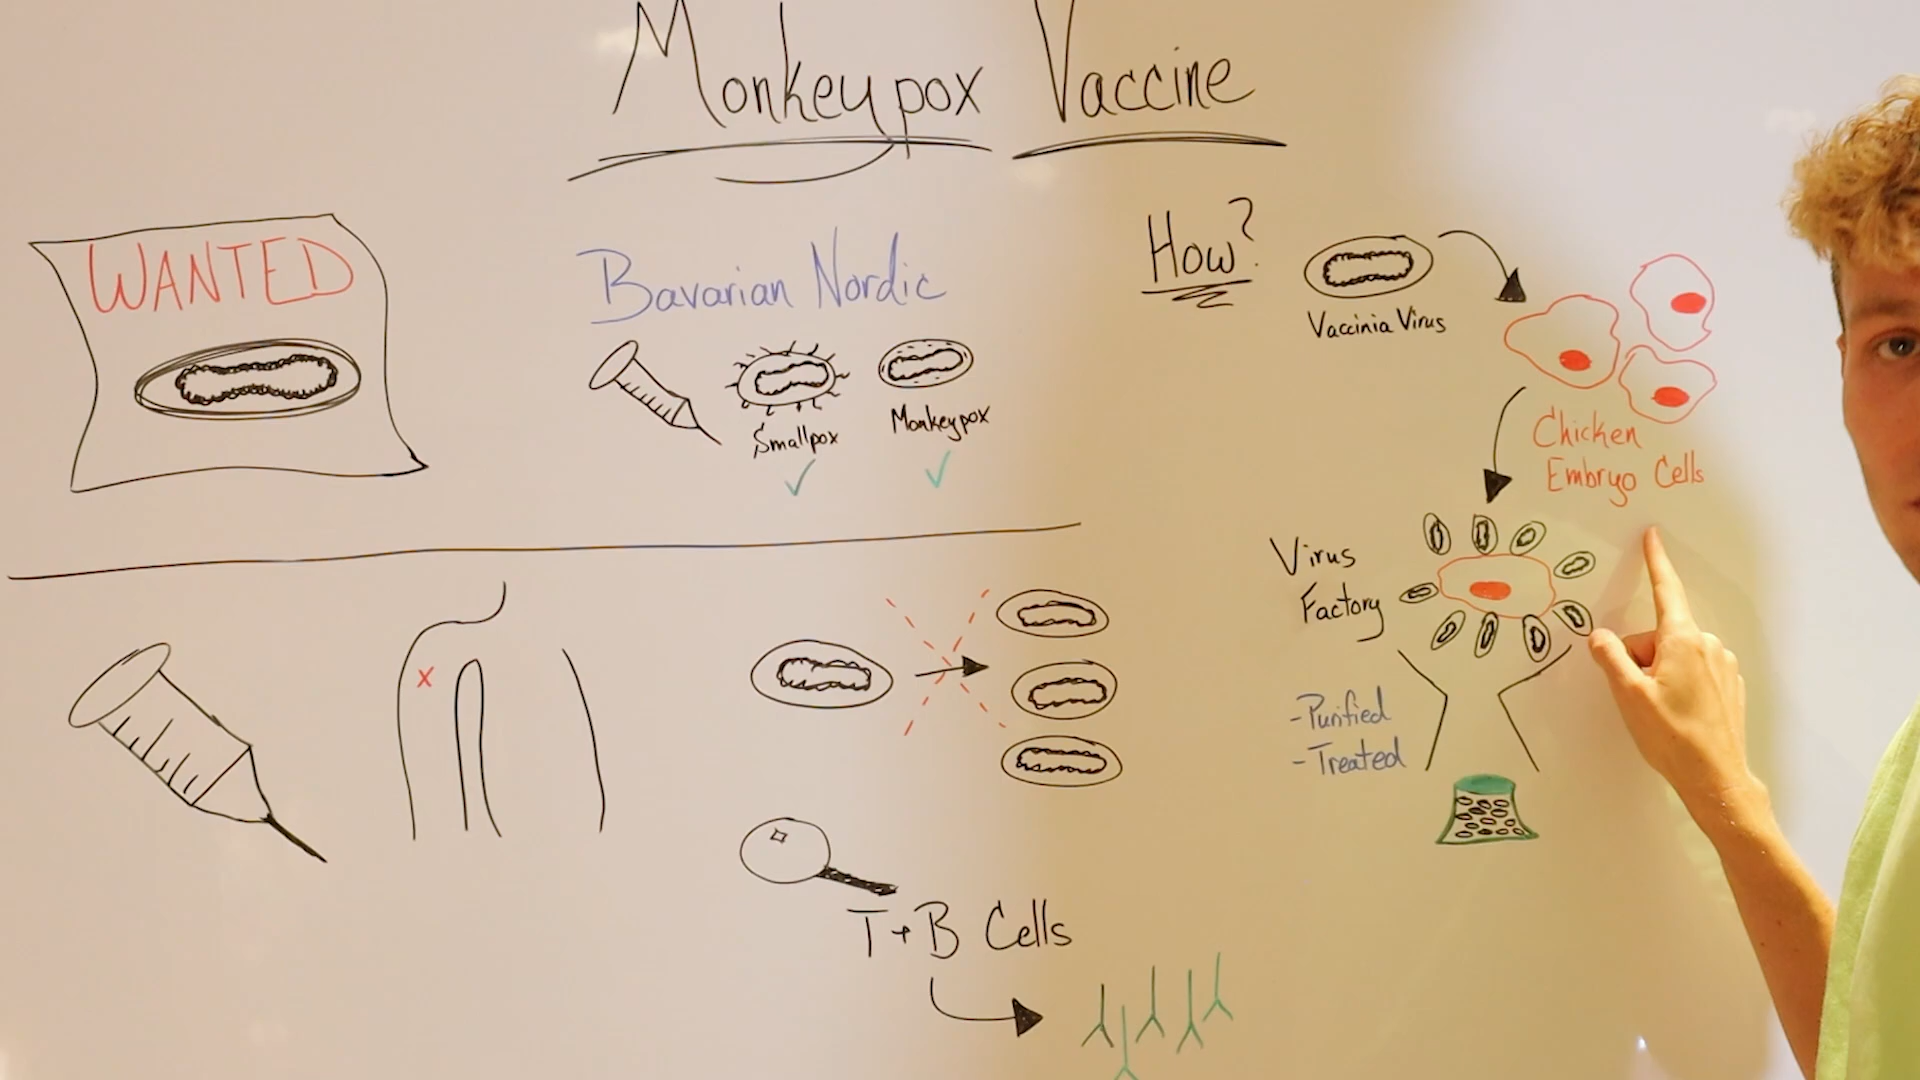 Monkeypox Vaccine
WANTED
Bavarian Nordic
Smallpox
Monkeypox
How?
Vaccinia Virus
Chicken
Embryo Cells
Virus
Factory
-Purified
-Treated
x
T+B Cells